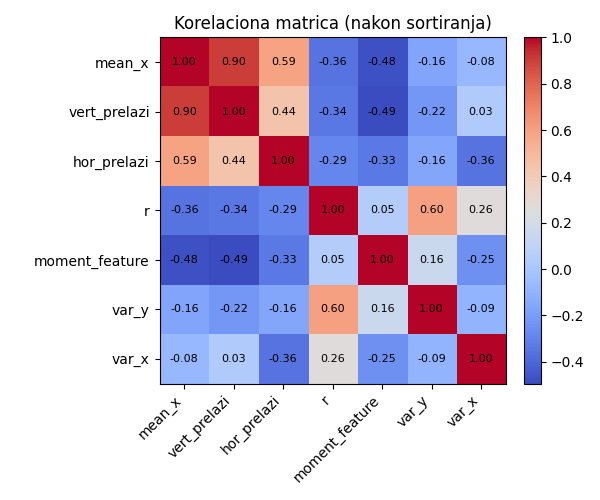 Korelaciona matrica (nakon sortiranja)
mean_x 1.00 0.90 0.59 -0.36 -0.48 -0.16 -0.08
vert_prelazi 0.90 1.00 0.44 -0.34 -0.49 -0.22 0.03
hor_prelazi 0.59 0.44 1.00 -0.29 -0.33 -0.16 -0.36
r -0.36 -0.34 -0.29 1.00 0.05 0.60 0.26
moment_feature -0.48 -0.49 -0.33 0.05 1.00 0.16 -0.25
var_y -0.16 -0.22 -0.16 0.60 0.16 1.00 -0.09
var_x -0.08 0.03 -0.36 0.26 -0.25 -0.09 1.00
mean_x vert_prelazi hor_prelazi r moment_feature var_y var_x
1.0
0.8
0.6
0.4
0.2
0.0
−0.2
−0.4